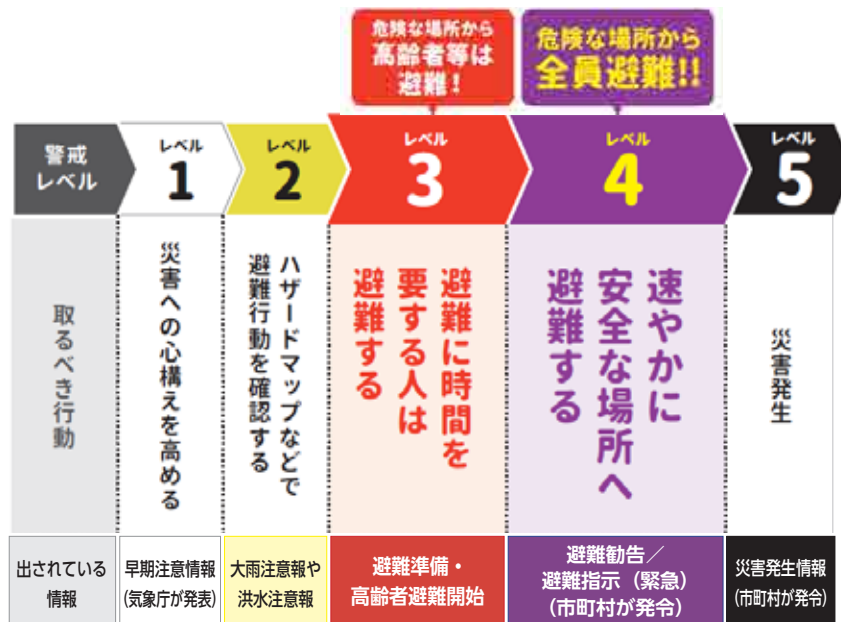 危険な場所から
高齢者等は
避難！
危険な場所から
全員避難!!
警戒
レベル
レベル
1
レベル
2
レベル
3
レベル
4
レベル
5
取るべき行動
災害への心構えを高める
ハザードマップなどで
避難行動を確認する
避難に時間を
要する人は
避難する
速やかに
安全な場所へ
避難する
災害発生
出されている
情報
早期注意情報
(気象庁が発表)
大雨注意報や
洪水注意報
避難準備・
高齢者避難開始
避難勧告／
避難指示（緊急）
(市町村が発令)
災害発生情報
(市町村が発令)